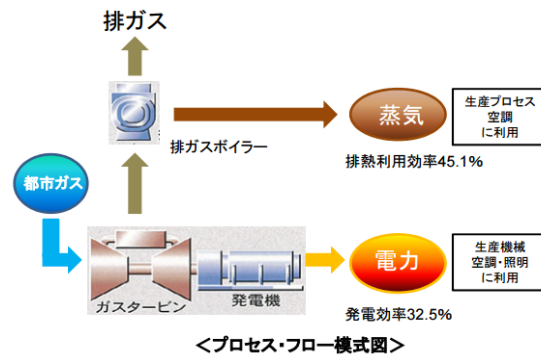 排ガス
蒸気
生産プロセス
空調
に利用
排ガスボイラー
排熱利用効率45.1%
都市ガス
電力
生産機械
空調・照明
に利用
ガスタービン
発電機
発電効率32.5%
＜プロセス・フロー模式図＞